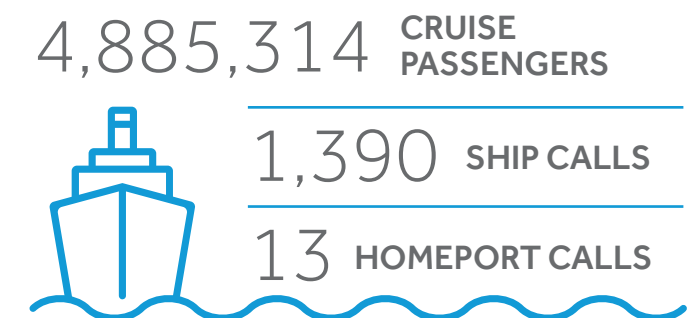 4,885,314 CRUISE
PASSENGERS
1,390 SHIP CALLS
13 HOMEPORT CALLS